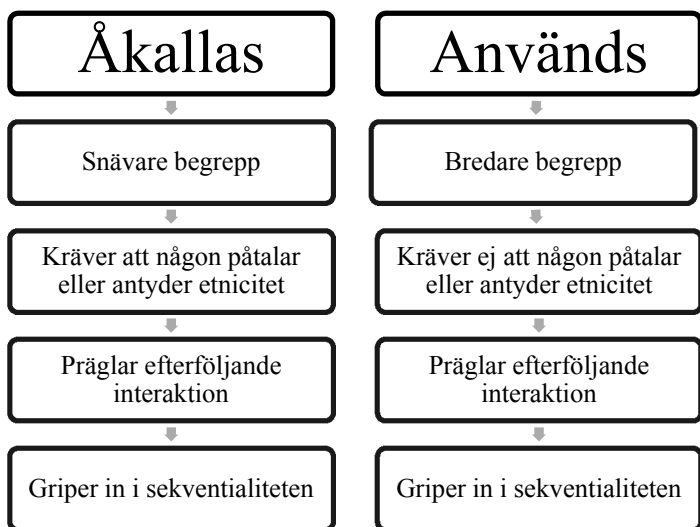 Åkallas
Snävare begrepp
Kräver att någon påtalar
eller antyder etnicitet
Präglar efterföljande
interaktion
Griper in i sekventialiteten
Används
Bredare begrepp
Kräver ej att någon påtalar
eller antyder etnicitet
Präglar efterföljande
interaktion
Griper in i sekventialiteten